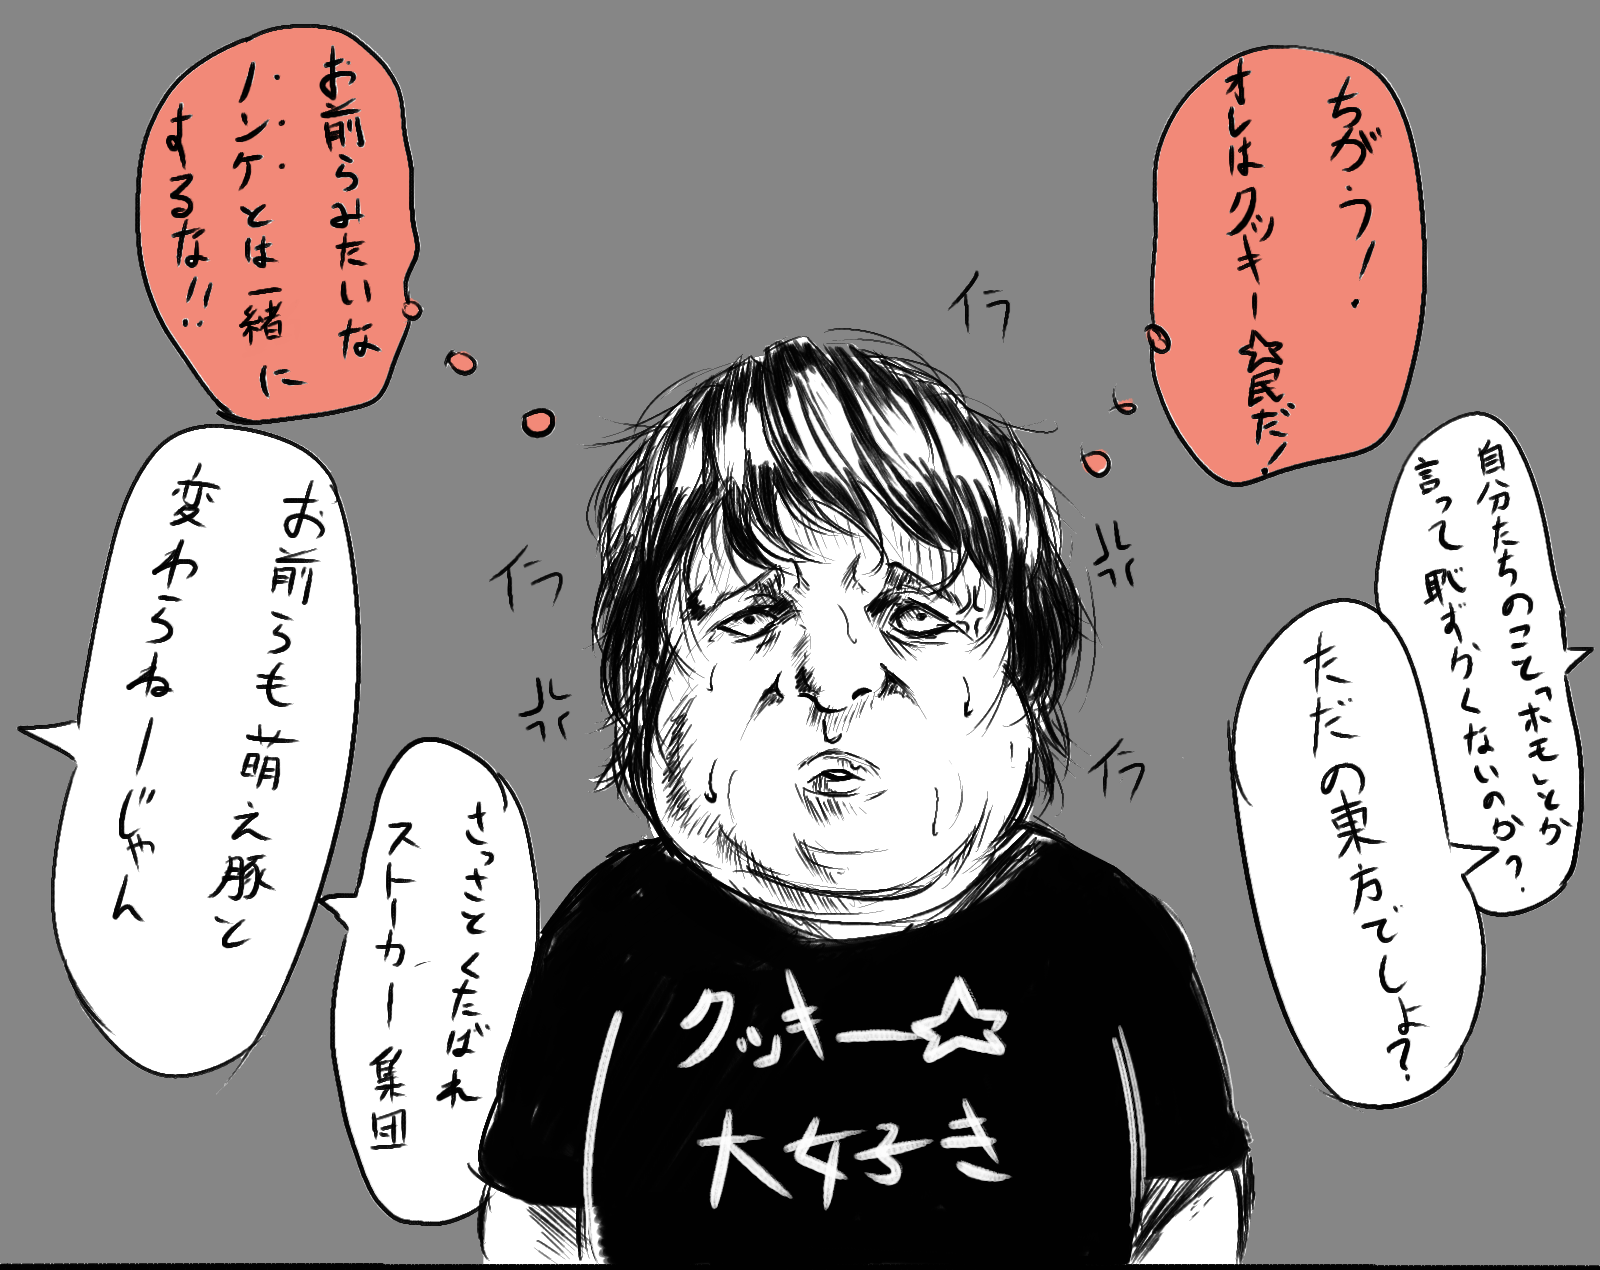 ちがう！
オレはクッキー☆民だ！
お前らみたいな
ノンケとは一緒に
するな!!
自分たちのこと「ホモ」とか
言って恥ずかくないのか？
ただの東方でしょ？
お前らも萌え豚と
変わらねーじゃん
さっさとくたばれ
ストーカー集団
イラ
イラ
イラ
クッキー☆
大好き